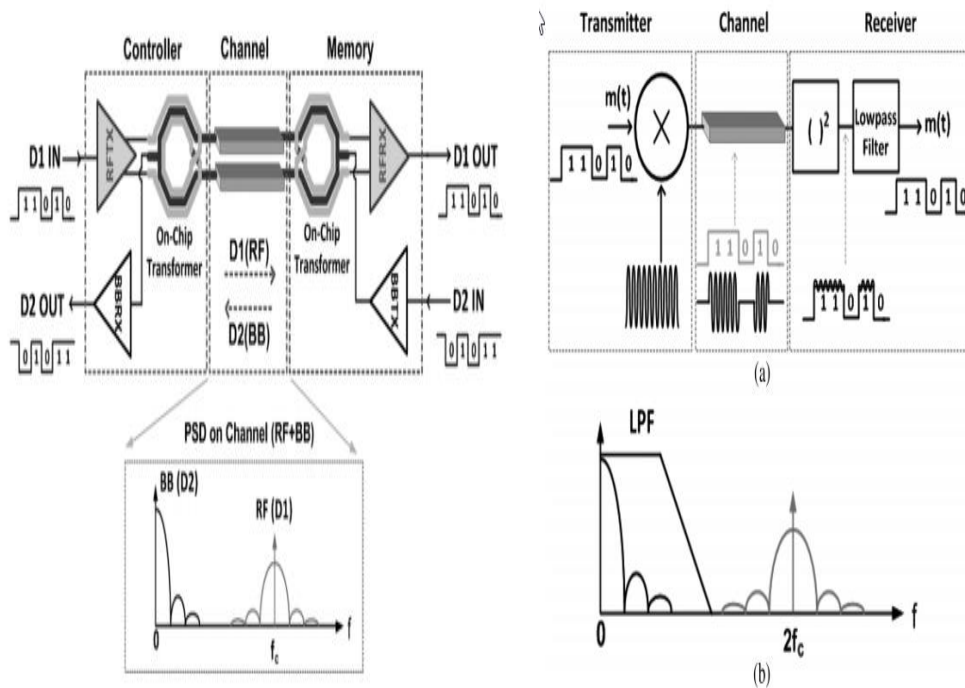 Controller Channel Memory
RFTX
RFRX
D1 IN
D1 OUT
1 1 0 1 0
1 1 0 1 0
On-Chip
Transformer
On-Chip
Transformer
D1(RF)
D2(BB)
BBRX
BBTX
D2 OUT
D2 IN
0 1 0 1 1
0 1 0 1 1
PSD on Channel (RF+BB)
BB (D2)
RF (D1)
0
fc
f
Transmitter Channel Receiver
m(t)
( )2
Lowpass
Filter
m(t)
1 1 0 1 0
1 1 0 1 0
1 1 0 1 0
1 1 0 1 0
(a)
LPF
0
2fc
f
(b)